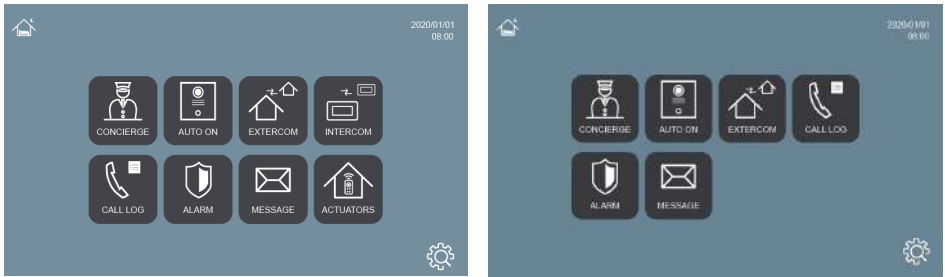 2020/01/01
08:00
CONCIERGE AUTO ON EXTERCOM INTERCOM
CALL LOG ALARM MESSAGE ACTUATORS
2020/01/01
08:00
CONCIERGE AUTO ON EXTERCOM CALL LOG
ALARM MESSAGE